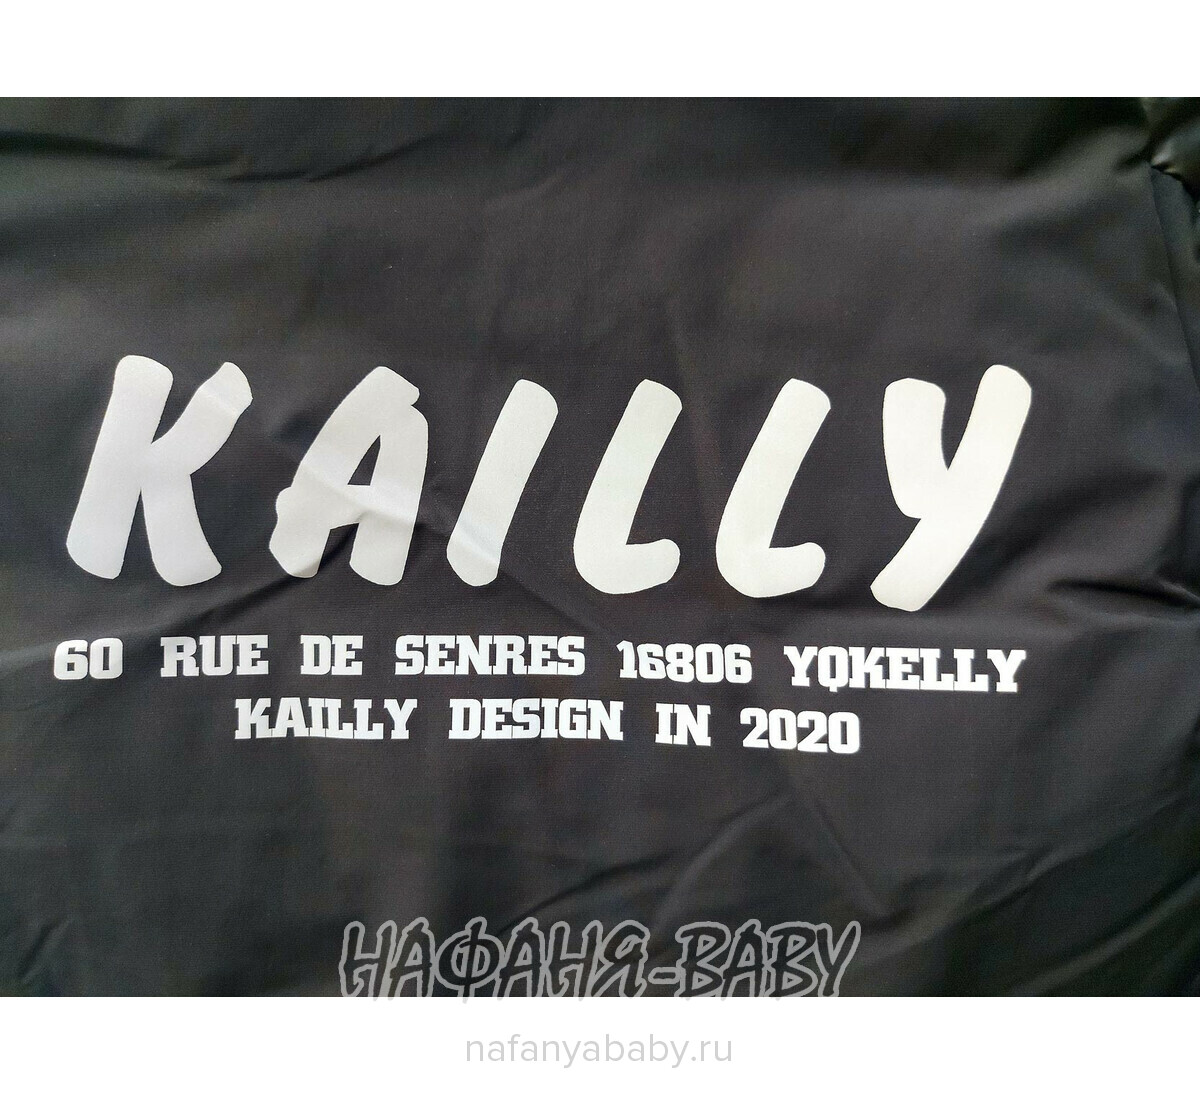 KAILLY
60 RUE DE SENRES 16806 YQKELLY
KAILLY DESIGN IN 2020
НАФАНЯ-BABY
nafanyababy.ru